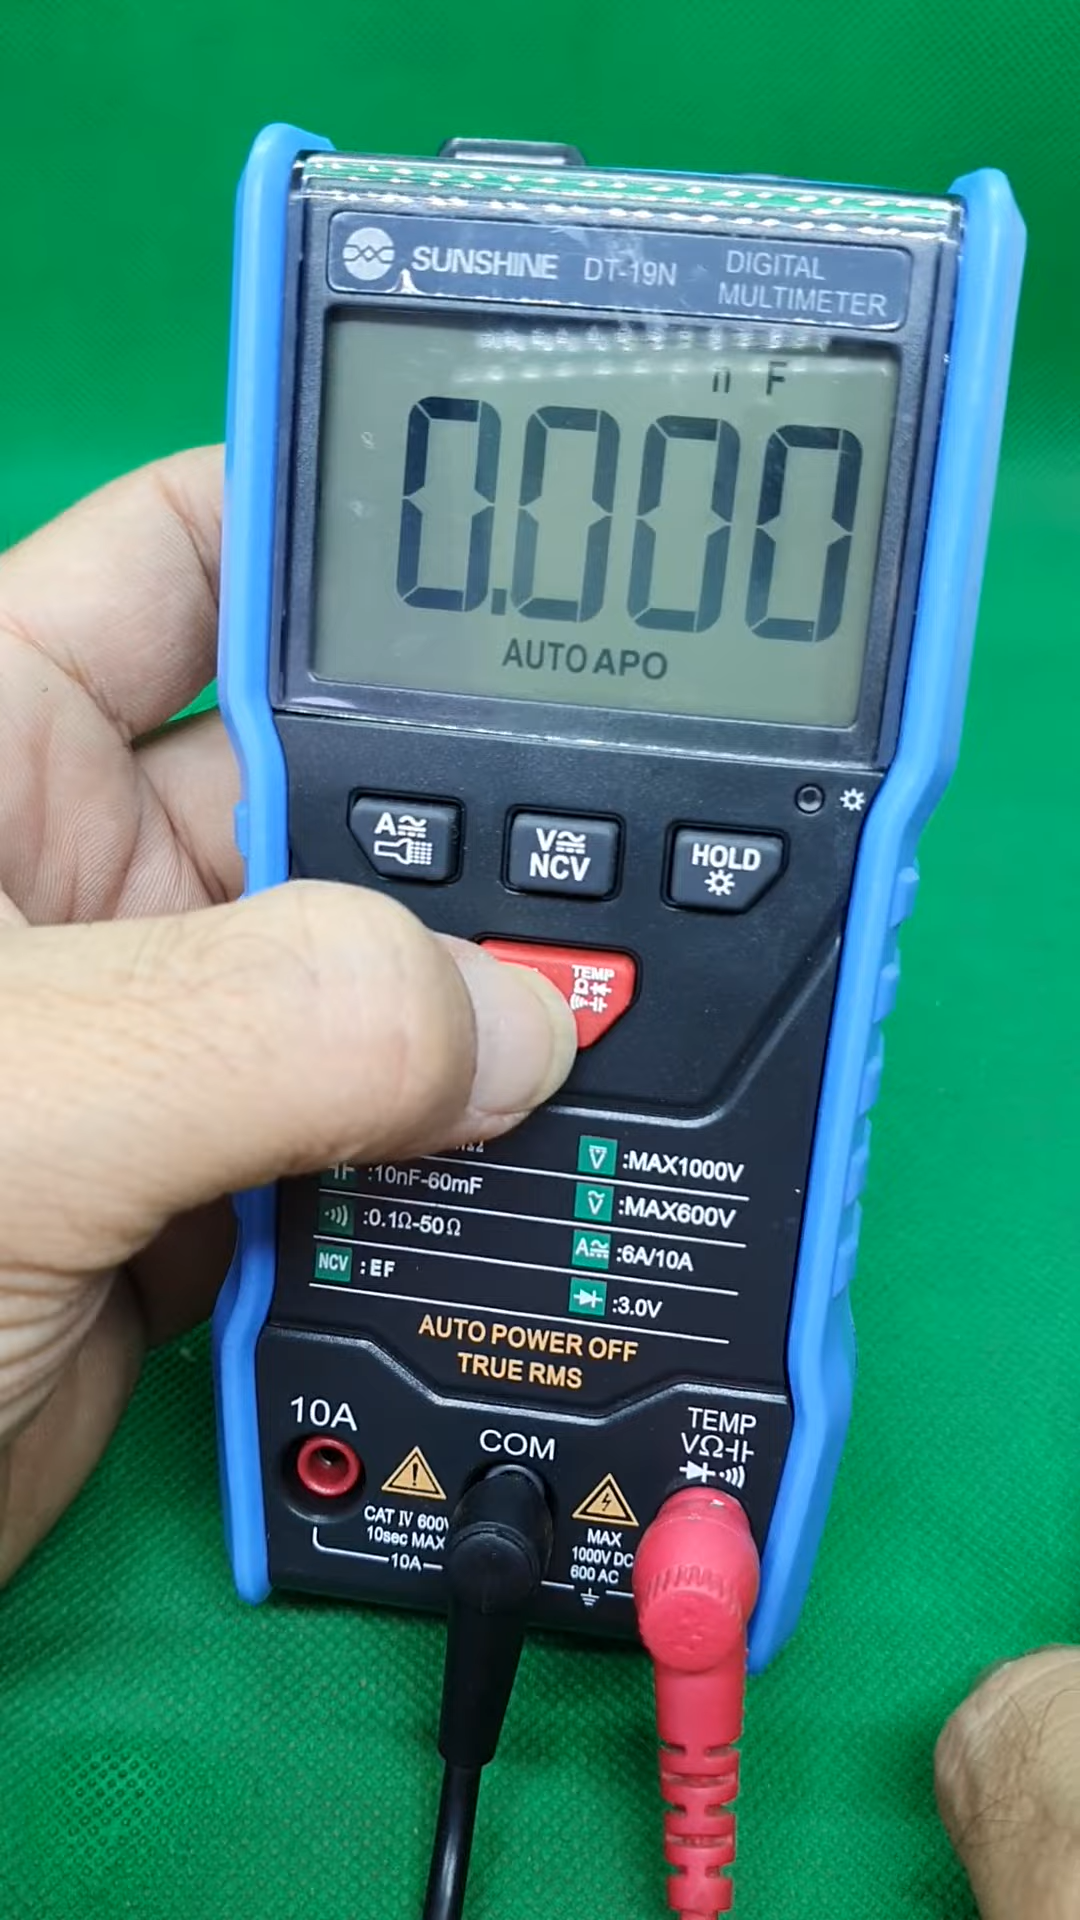 SUNSHINE DT-19N DIGITAL MULTIMETER
n F
0.000
AUTO APO
A
V NCV
HOLD
TEMP
Ω
:MAX1000V
:10nF-60mF
:MAX600V
:0.1Ω-50Ω
A :6A/10A
NCV :EF
:3.0V
AUTO POWER OFF
TRUE RMS
10A
COM
TEMP
VΩ
CAT IV 600V
10sec MAX
10A
MAX
1000V DC
600 AC